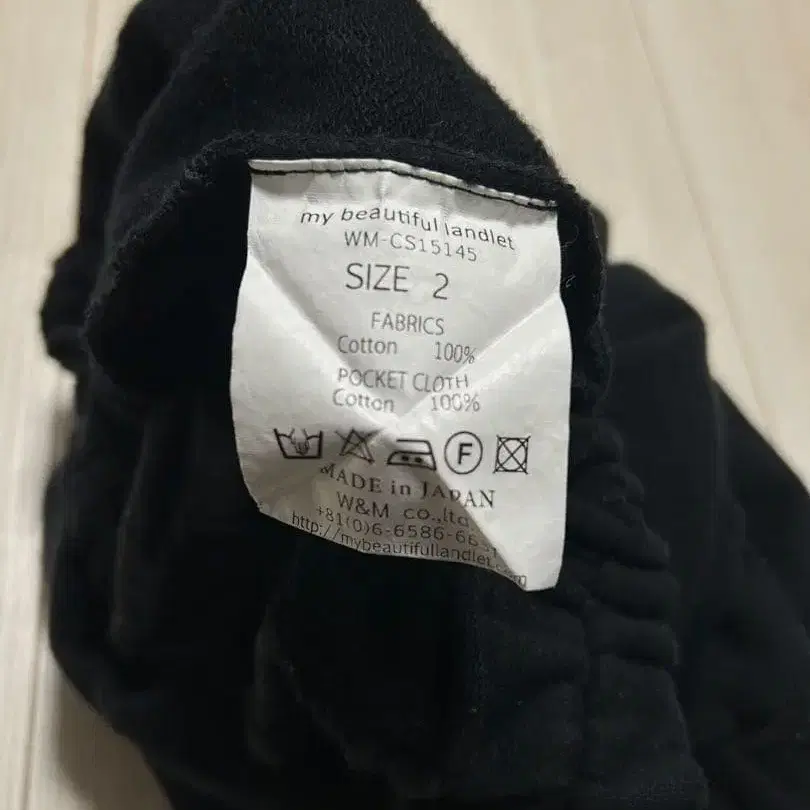 my beautiful landlet
WM-CS15145
SIZE 2
FABRICS
Cotton 100%
POCKET CLOTH
Cotton 100%
F
MADE in JAPAN
W&M co.,ltd
+81(0)6-6586-66
http://mybeautifullandlet.com